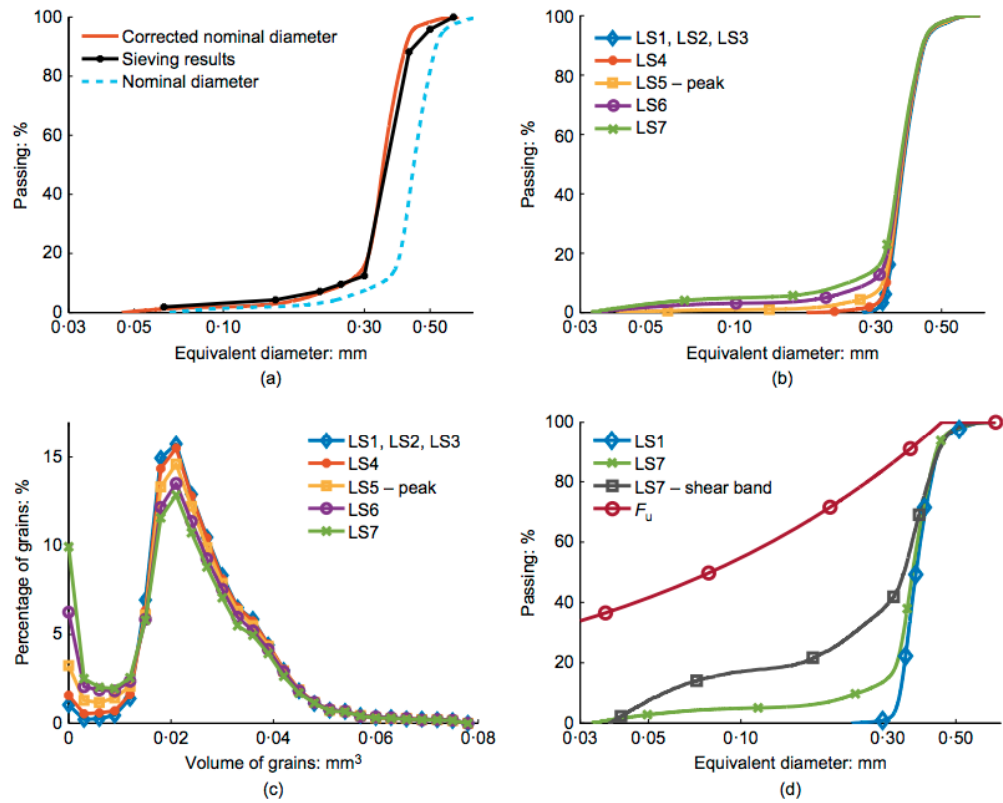 100
80
60
40
20
0
Passing: %
Corrected nominal diameter
Sieving results
Nominal diameter
0·03 0·05 0·10 0·30 0·50
Equivalent diameter: mm
(a)
100
80
60
40
20
0
Passing: %
LS1, LS2, LS3
LS4
LS5 – peak
LS6
LS7
0·03 0·05 0·10 0·30 0·50
Equivalent diameter: mm
(b)
15
10
5
0
Percentage of grains: %
LS1, LS2, LS3
LS4
LS5 – peak
LS6
LS7
0 0·02 0·04 0·06 0·08
Volume of grains: mm³
(c)
100
80
60
40
20
0
Passing: %
LS1
LS7
LS7 – shear band
Fu
0·03 0·05 0·10 0·30 0·50
Equivalent diameter: mm
(d)